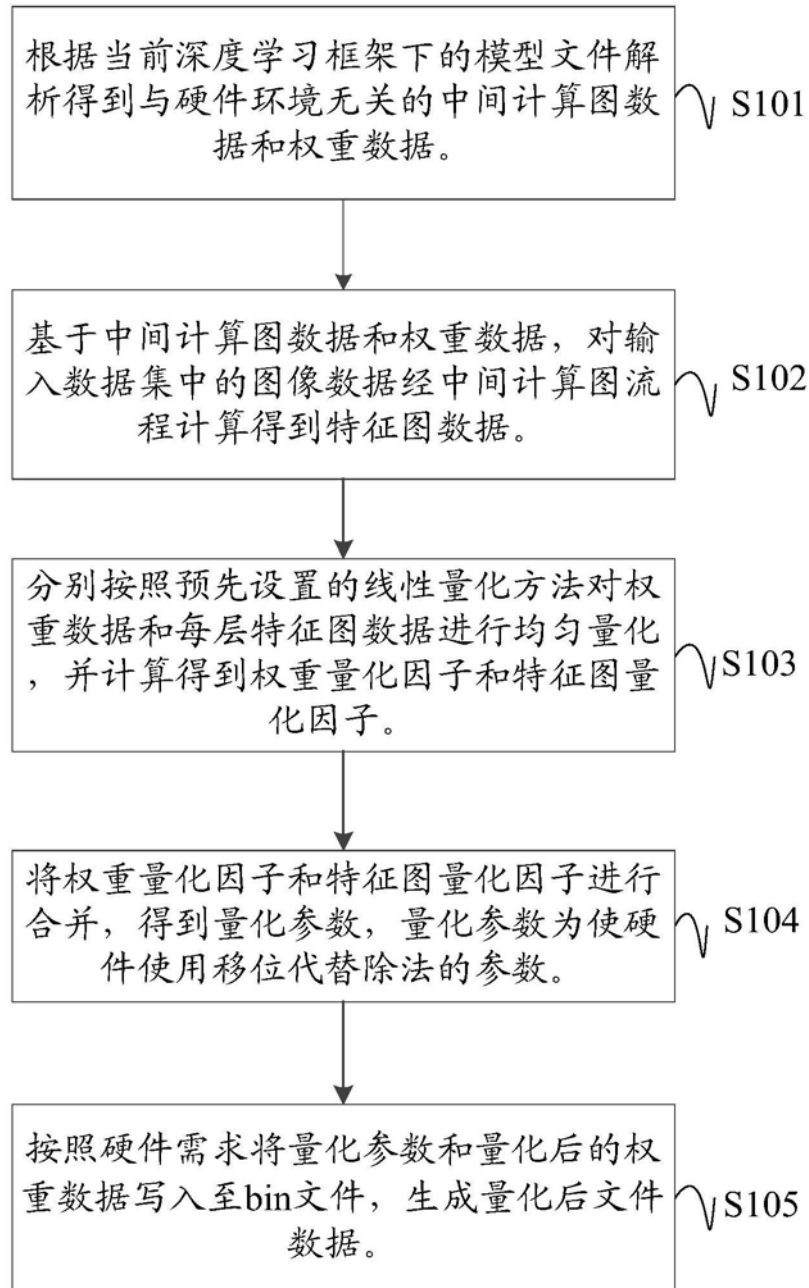 根据当前深度学习框架下的模型文件解
析得到与硬件环境无关的中间计算图数
据和权重数据。
S101
基于中间计算图数据和权重数据，对输
入数据集中的图像数据经中间计算图流
程计算得到特征图数据。
S102
分别按照预先设置的线性量化方法对权
重数据和每层特征图数据进行均匀量化
，并计算得到权重量化因子和特征图量
化因子。
S103
将权重量化因子和特征图量化因子进行
合并，得到量化参数，量化参数为使硬
件使用移位代替除法的参数。
S104
按照硬件需求将量化参数和量化后的权
重数据写入至bin文件，生成量化后文件
数据。
S105